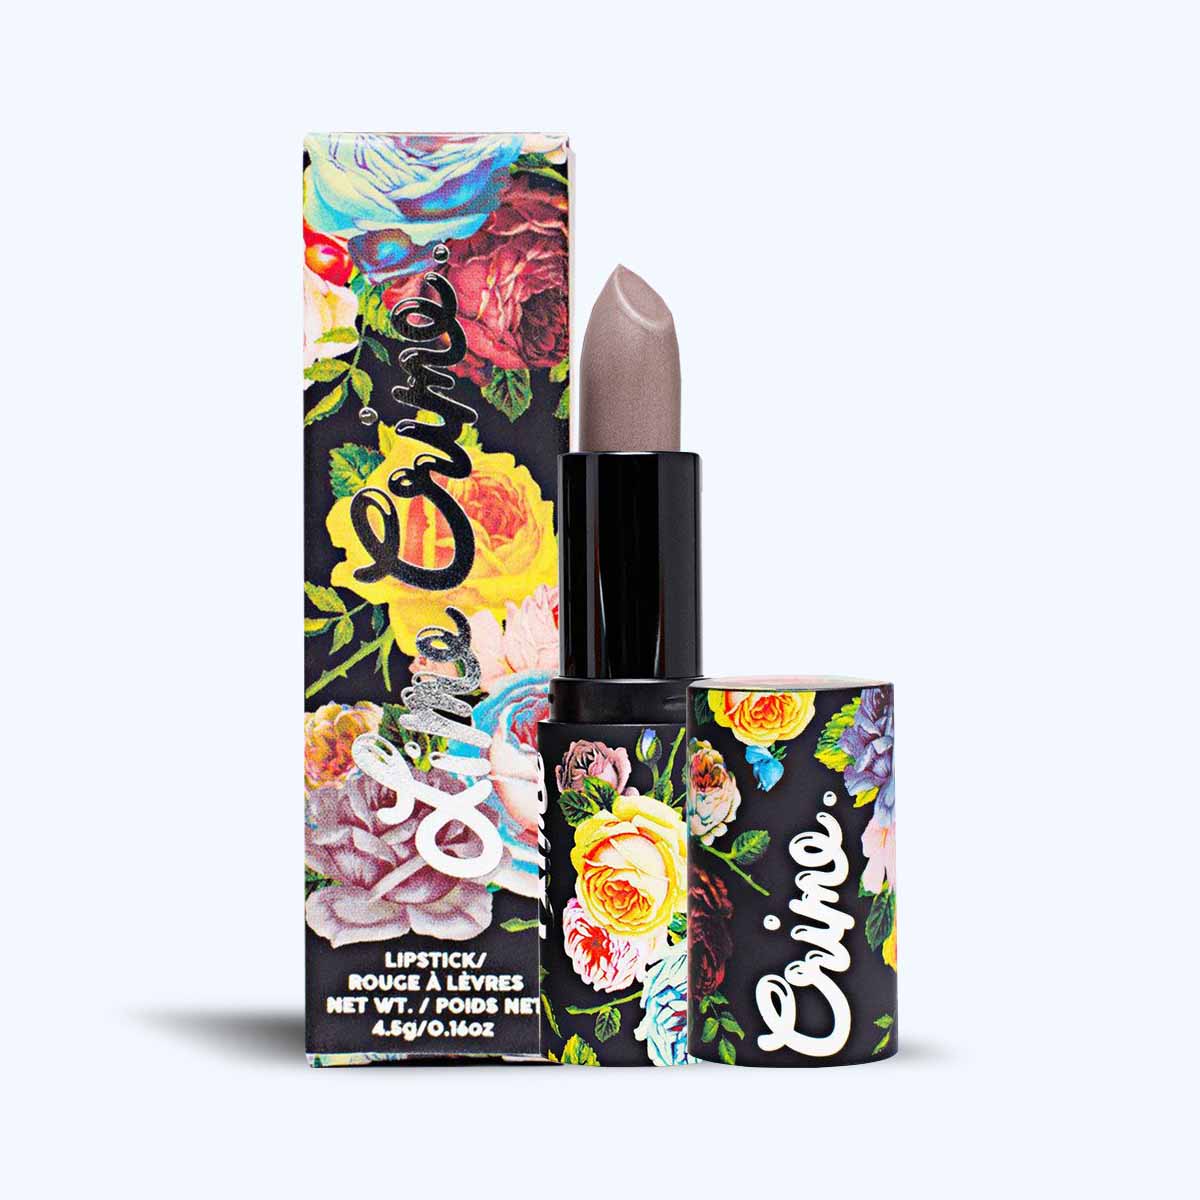 Lime Crime.
LIPSTICK/
ROUGE À LÈVRES
NET WT. / POIDS NET
4.5g/0.16oz
Crime.